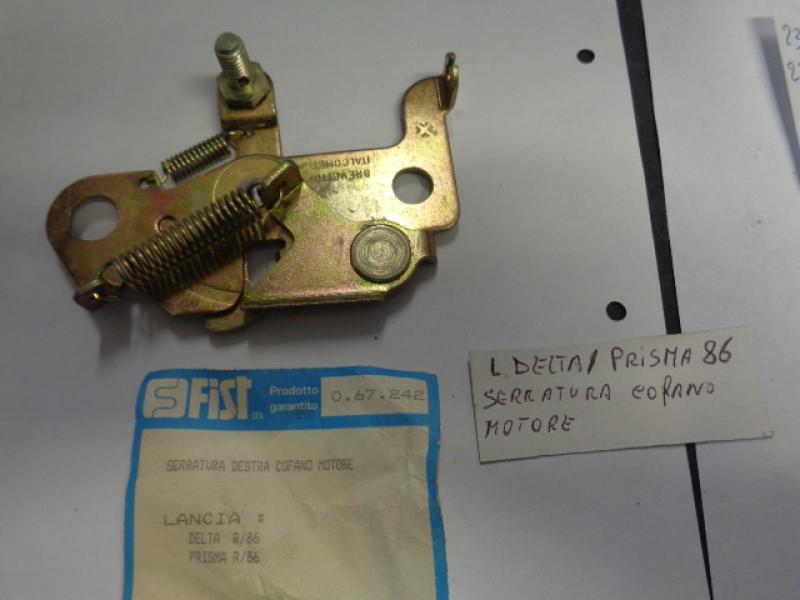 BREVETTO
ITALCOMET
FIST SPA
Prodotto
garantito
0.67.242
SERRATURA DESTRA COFANO MOTORE
LANCIA :
DELTA R/86
PRISMA R/86
L. DELTA/PRISMA 86
SERRATURA COFANO
MOTORE